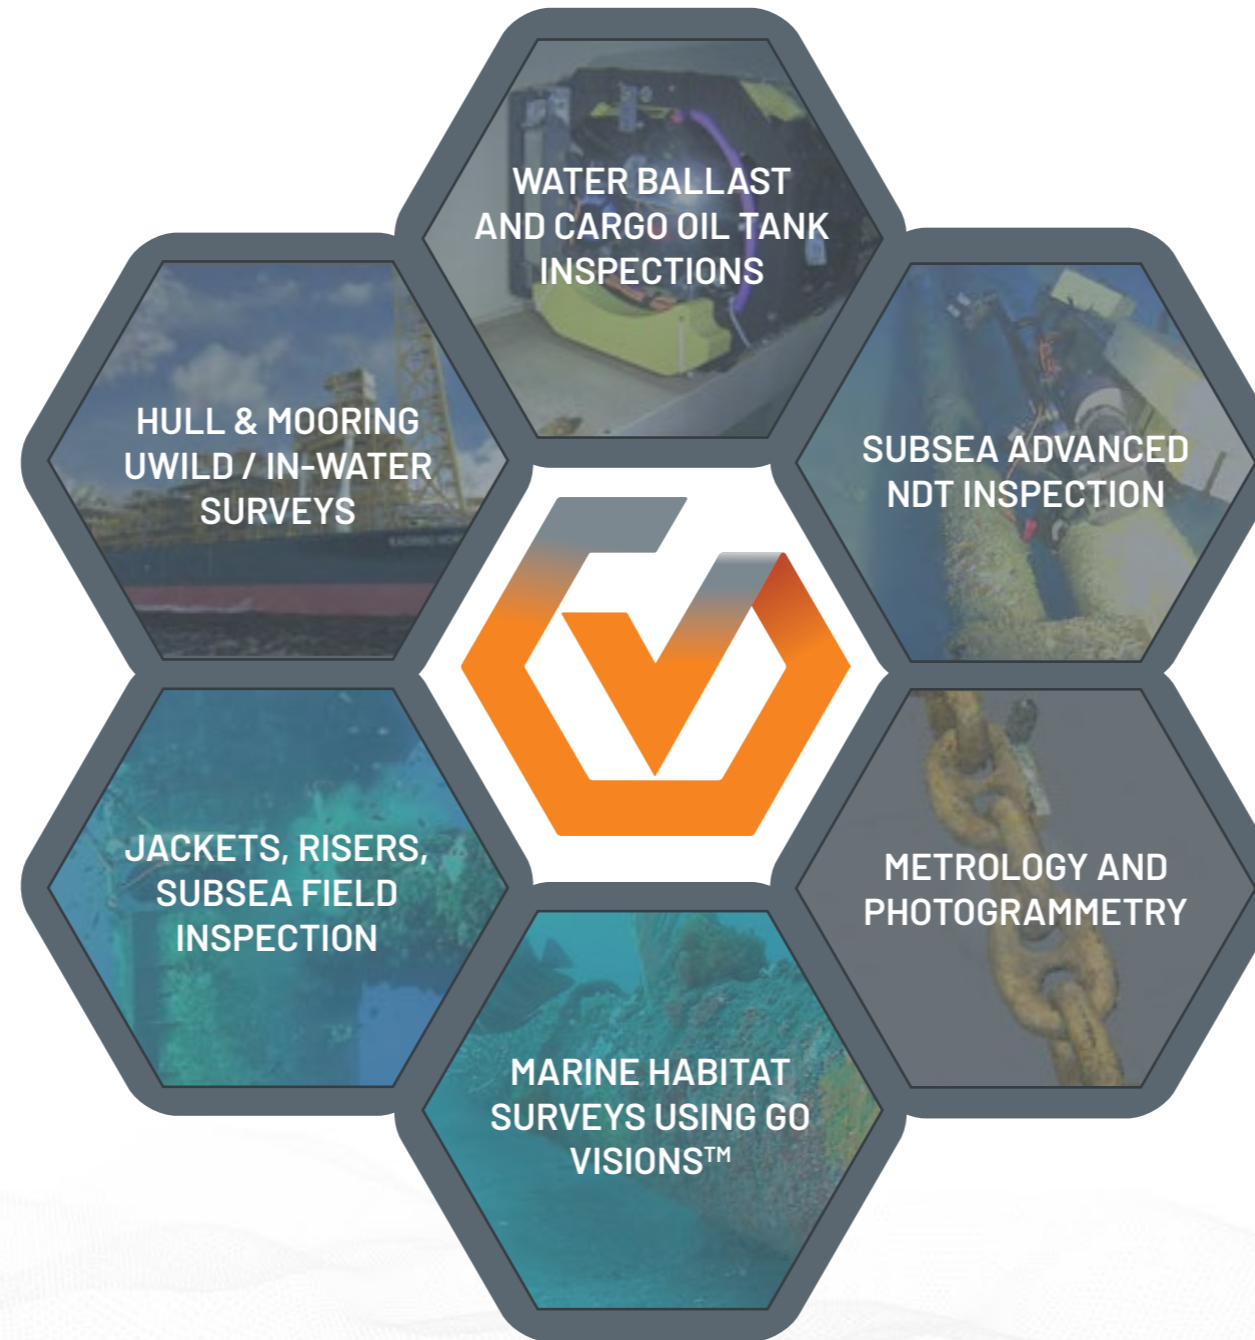 WATER BALLAST
AND CARGO OIL TANK
INSPECTIONS
HULL & MOORING
UWILD / IN-WATER
SURVEYS
SUBSEA ADVANCED
NDT INSPECTION
JACKETS, RISERS,
SUBSEA FIELD
INSPECTION
METROLOGY AND
PHOTOGRAMMETRY
MARINE HABITAT
SURVEYS USING GO
VISIONS™